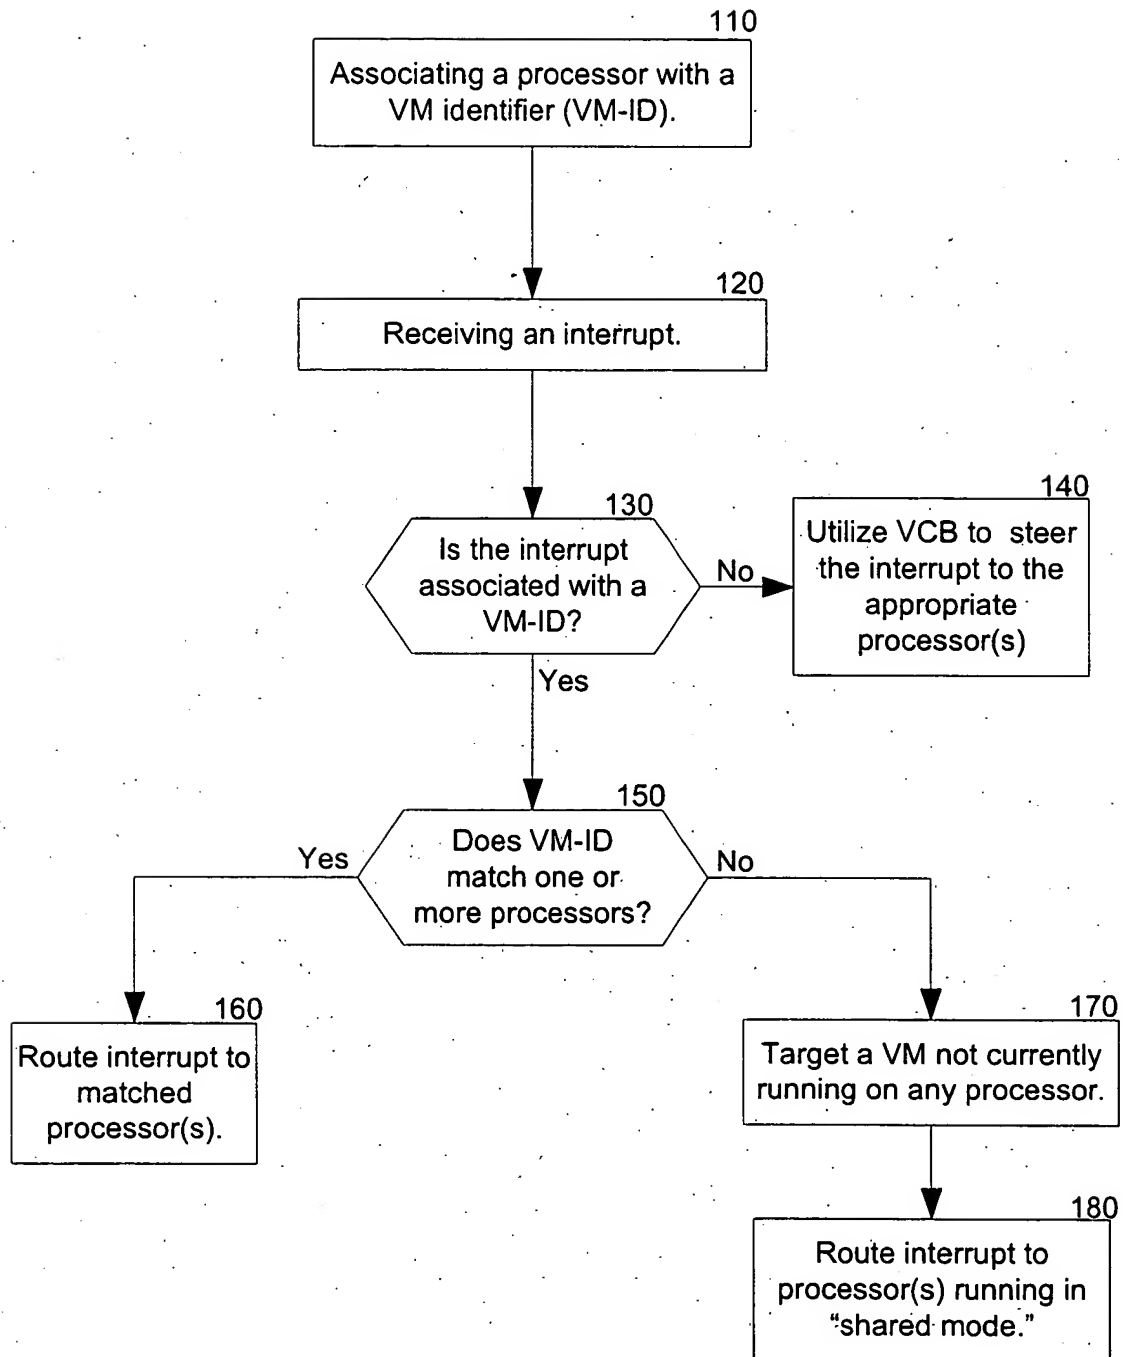 110
Associating a processor with a
VM identifier (VM-ID).
120
Receiving an interrupt.
130
Is the interrupt
associated with a
VM-ID?
No
140
Utilize VCB to steer
the interrupt to the
appropriate
processor(s)
Yes
150
Does VM-ID
match one or
more processors?
Yes
No
160
Route interrupt to
matched
processor(s).
170
Target a VM not currently
running on any processor.
180
Route interrupt to
processor(s) running in
“shared mode.”